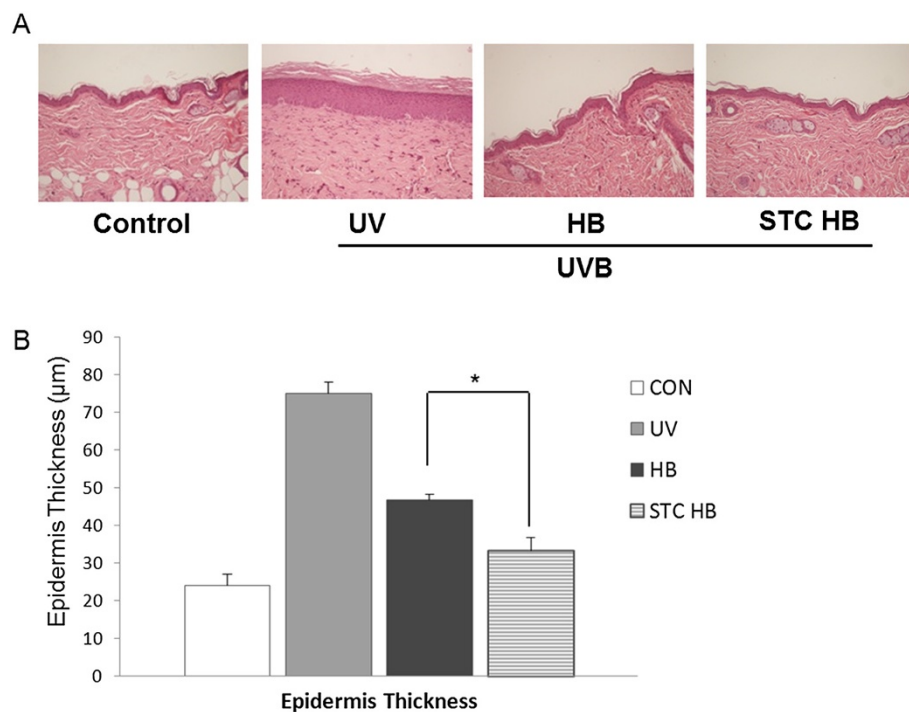 A
Control UV HB STC HB
UVB
B
Epidermis Thickness (µm)
90
80
70
60
50
40
30
20
10
0
*
CON
UV
HB
STC HB
Epidermis Thickness